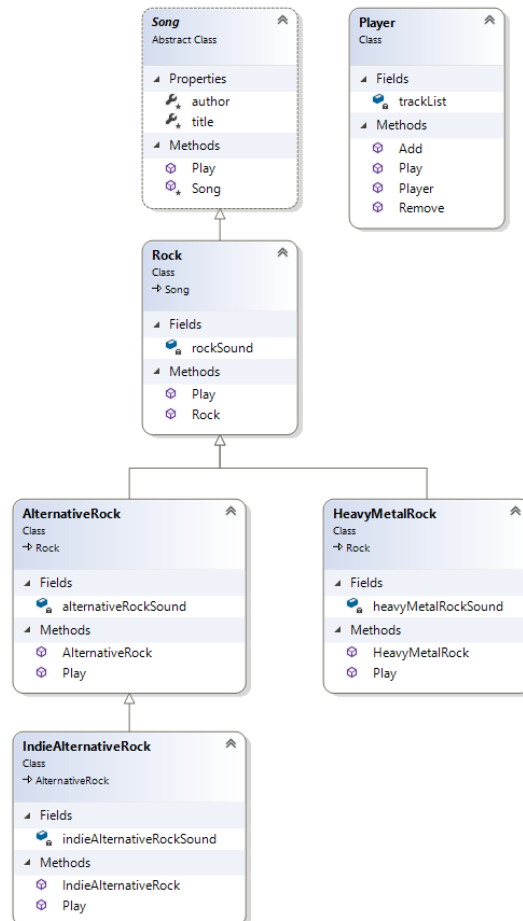 Song
Abstract Class
Properties
author
title
Methods
Play
Song
Player
Class
Fields
trackList
Methods
Add
Play
Player
Remove
Rock
Class
Song
Fields
rockSound
Methods
Play
Rock
AlternativeRock
Class
Rock
Fields
alternativeRockSound
Methods
AlternativeRock
Play
HeavyMetalRock
Class
Rock
Fields
heavyMetalRockSound
Methods
HeavyMetalRock
Play
IndieAlternativeRock
Class
AlternativeRock
Fields
indieAlternativeRockSound
Methods
IndieAlternativeRock
Play